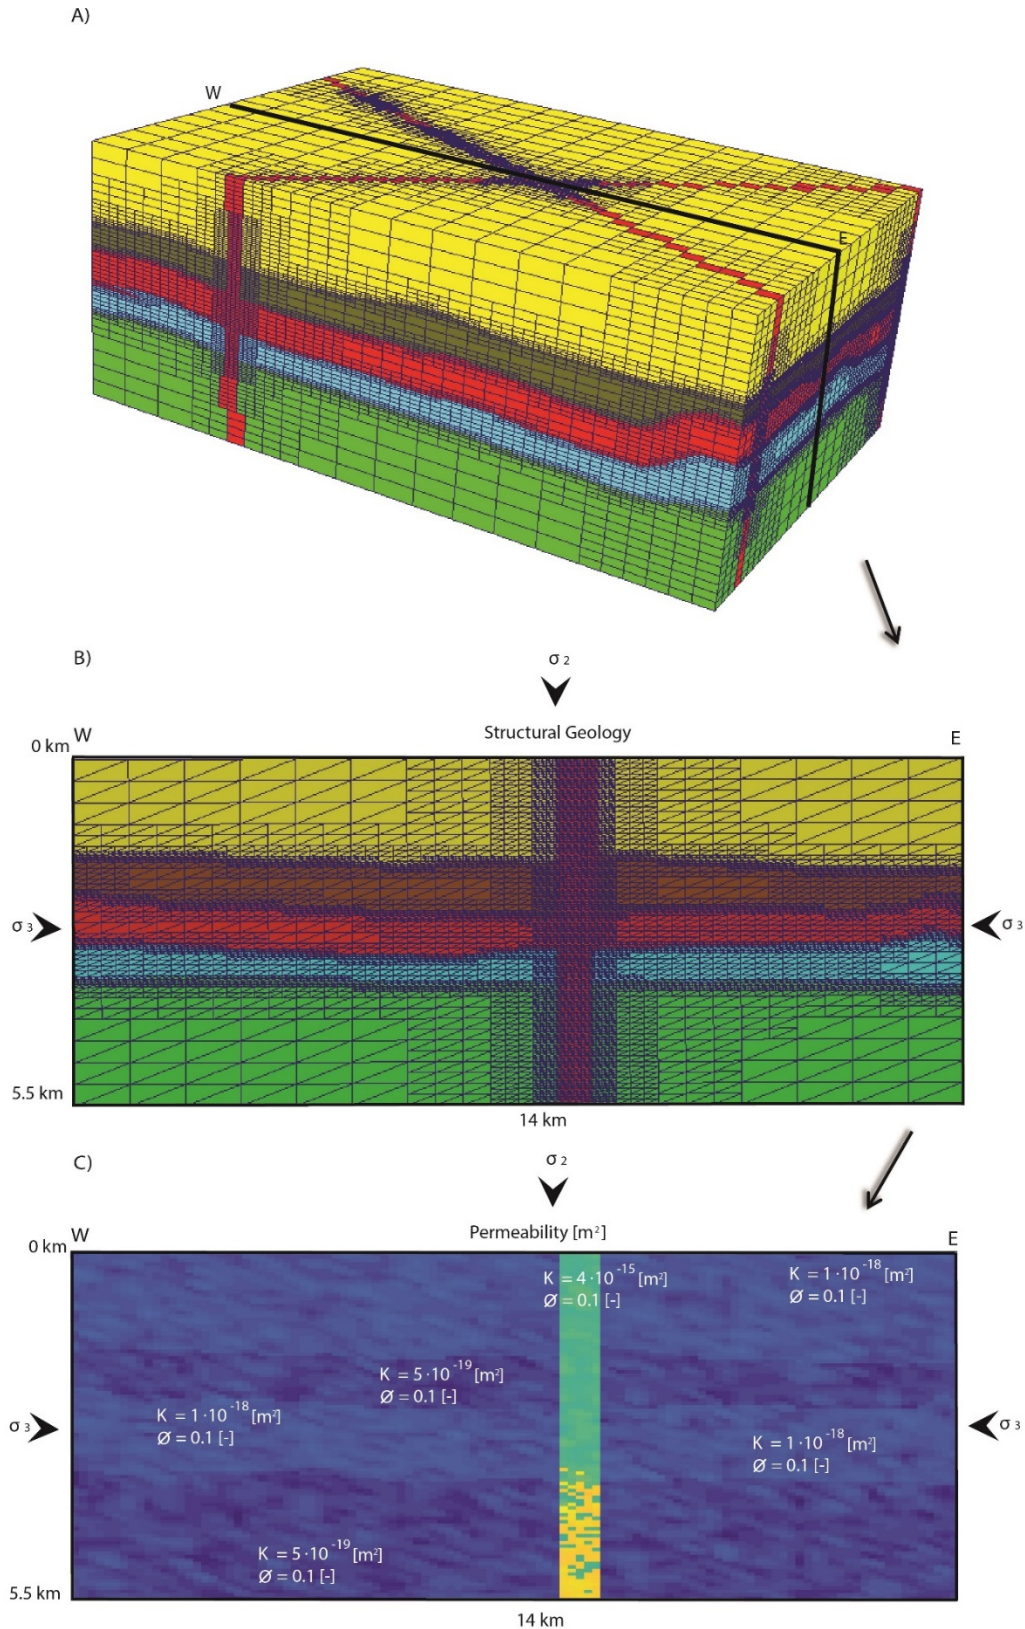 A)
W
E
B)
σ 2
W
Structural Geology
E
0 km
σ 3
σ 3
5.5 km
14 km
C)
σ 2
W
Permeability [m²]
E
0 km
K = 4·10⁻¹⁵ [m²]
Ø = 0.1 [-]
K = 1·10⁻¹⁸ [m²]
Ø = 0.1 [-]
K = 5·10⁻¹⁹ [m²]
Ø = 0.1 [-]
K = 1·10⁻¹⁸ [m²]
Ø = 0.1 [-]
σ 3
σ 3
K = 1·10⁻¹⁸ [m²]
Ø = 0.1 [-]
K = 5·10⁻¹⁹ [m²]
Ø = 0.1 [-]
5.5 km
14 km